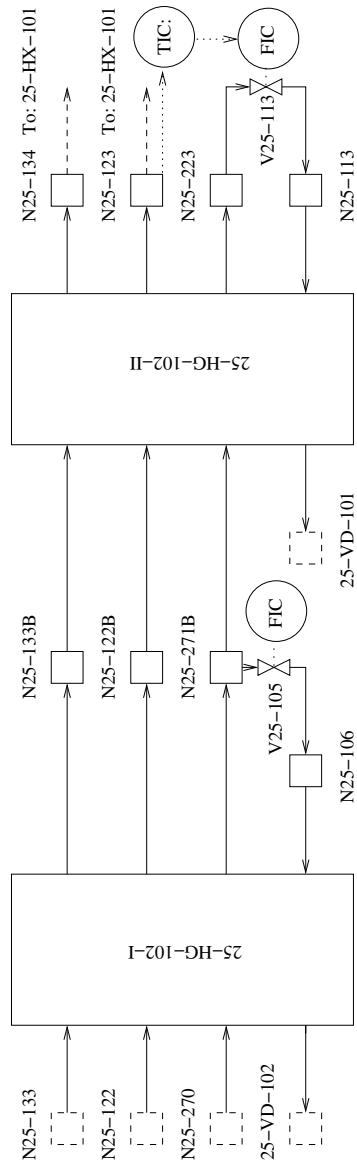 N25−133
N25−122
N25−270
25−VD−102
25−HG−102−I
N25−133B
N25−122B
N25−271B
FIC
V25−105
N25−106
25−HG−102−II
25−VD−101
N25−134
To: 25−HX−101
N25−123
To: 25−HX−101
TIC:
N25−223
FIC
V25−113
N25−113